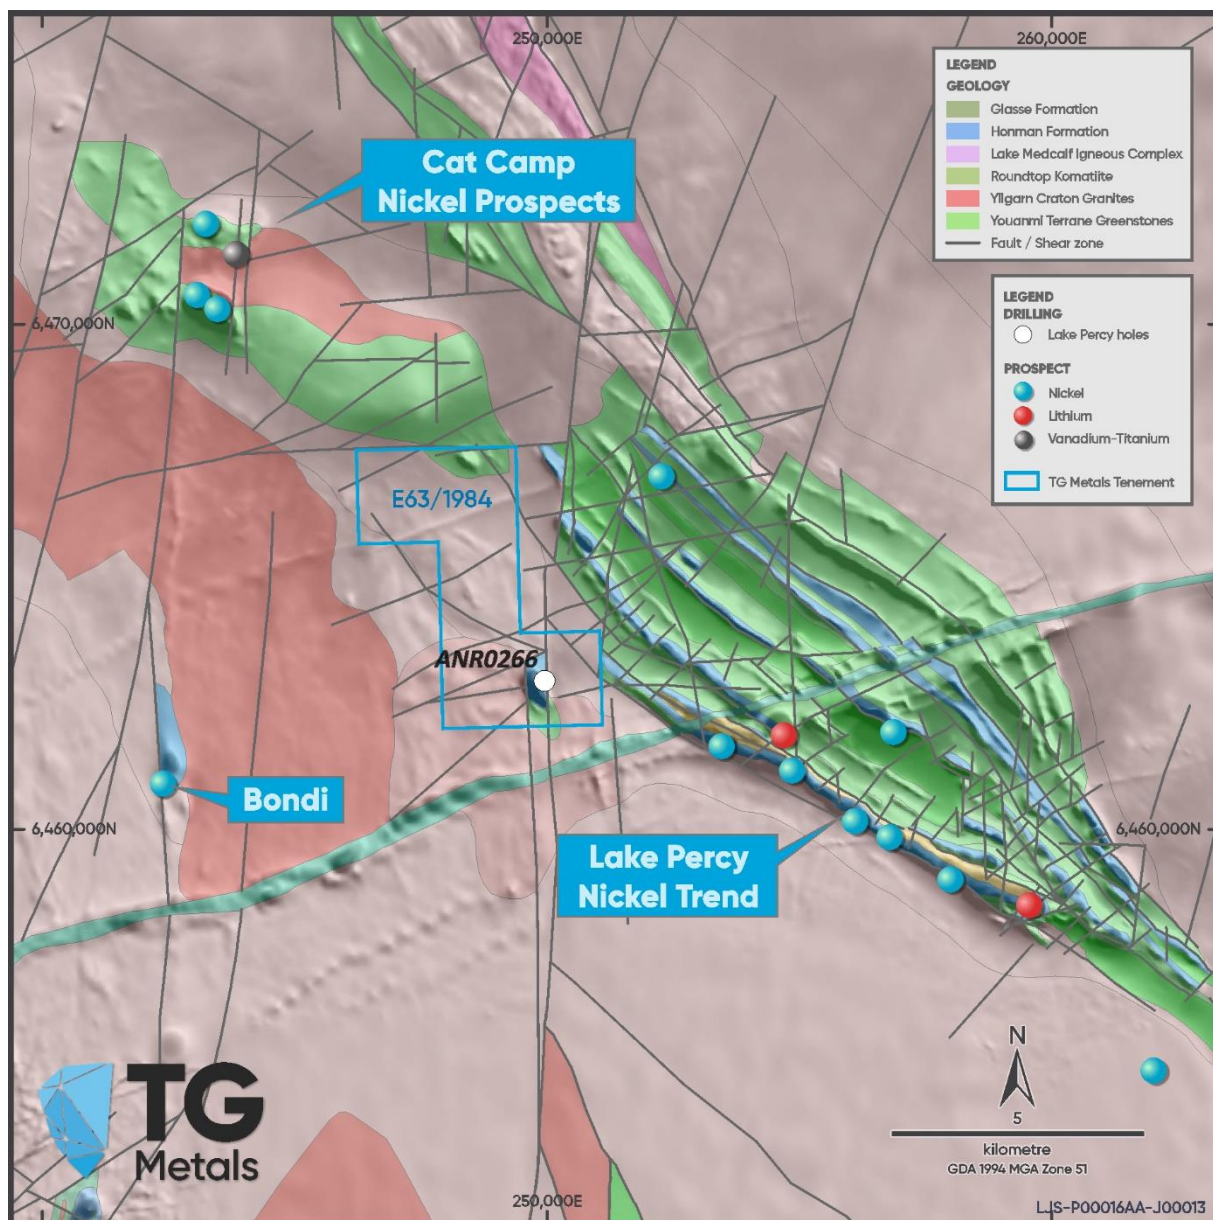 250,000E
260,000E
LEGEND
GEOLOGY
Glasse Formation
Honman Formation
Lake Medcalf Igneous Complex
Roundtop Komatiite
Yilgarn Craton Granites
Youanmi Terrane Greenstones
Fault / Shear zone
Cat Camp
Nickel Prospects
LEGEND
DRILLING
Lake Percy holes
PROSPECT
Nickel
Lithium
Vanadium-Titanium
TG Metals Tenement
6,470,000N
E63/1984
ANR0266
Bondi
6,460,000N
6,460,000N
Lake Percy
Nickel Trend
N
5
kilometre
GDA 1994 MGA Zone 51
TG
Metals
250,000E
LJS-P00016AA-J00013